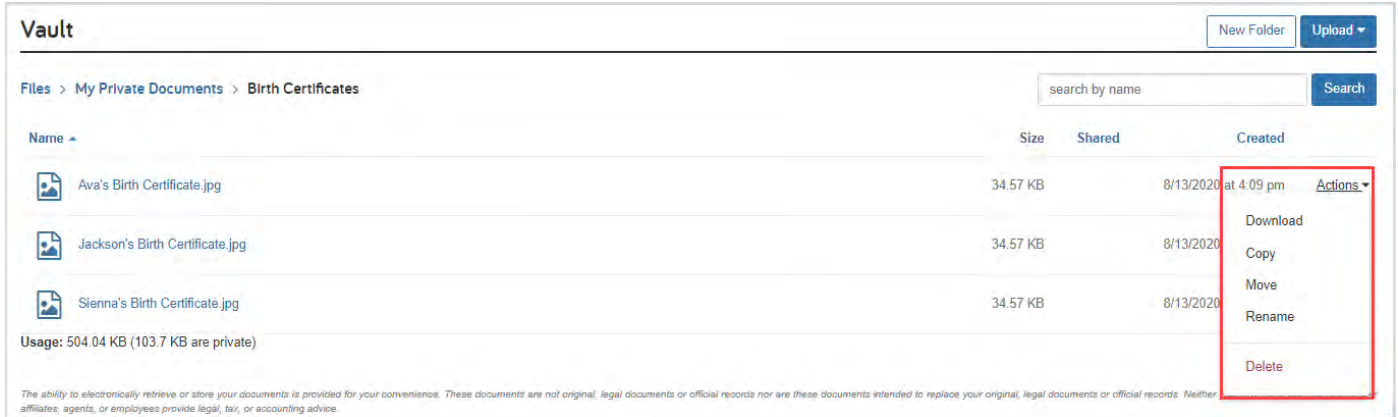 Vault
New Folder
Upload
Files > My Private Documents > Birth Certificates
search by name
Search
Name Size Shared Created
Ava's Birth Certificate.jpg 34.57 KB 8/13/2020 at 4:09 pm Actions
Download
Jackson's Birth Certificate.jpg 34.57 KB 8/13/2020
Copy
Move
Sienna's Birth Certificate.jpg 34.57 KB 8/13/2020
Rename
Usage: 504.04 KB (103.7 KB are private)
Delete
The ability to electronically retrieve or store your documents is provided for your convenience. These documents are not original, legal documents or official records nor are these documents intended to replace your original, legal documents or official records. Neither
affiliates, agents, or employees provide legal, tax, or accounting advice.